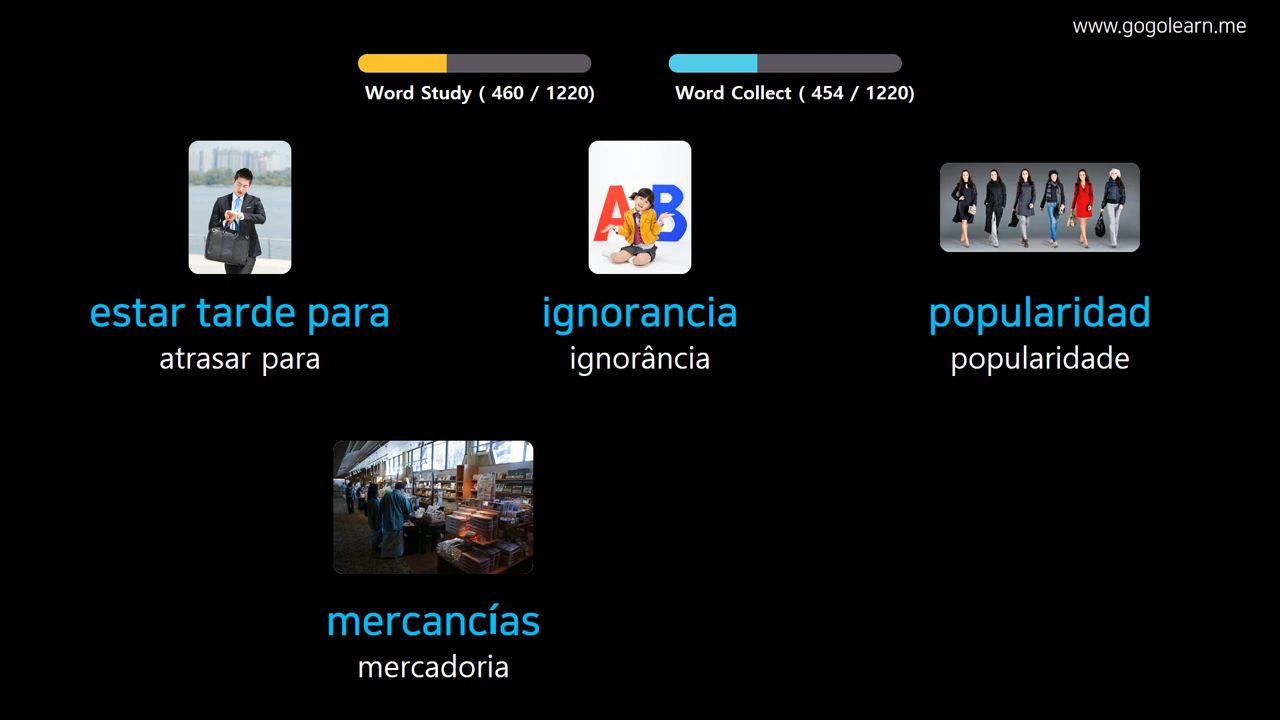 www.gogolearn.me
Word Study ( 460 / 1220)
Word Collect ( 454 / 1220)
A B
estar tarde para
atrasar para
ignorancia
ignorância
popularidad
popularidade
mercancías
mercadoria